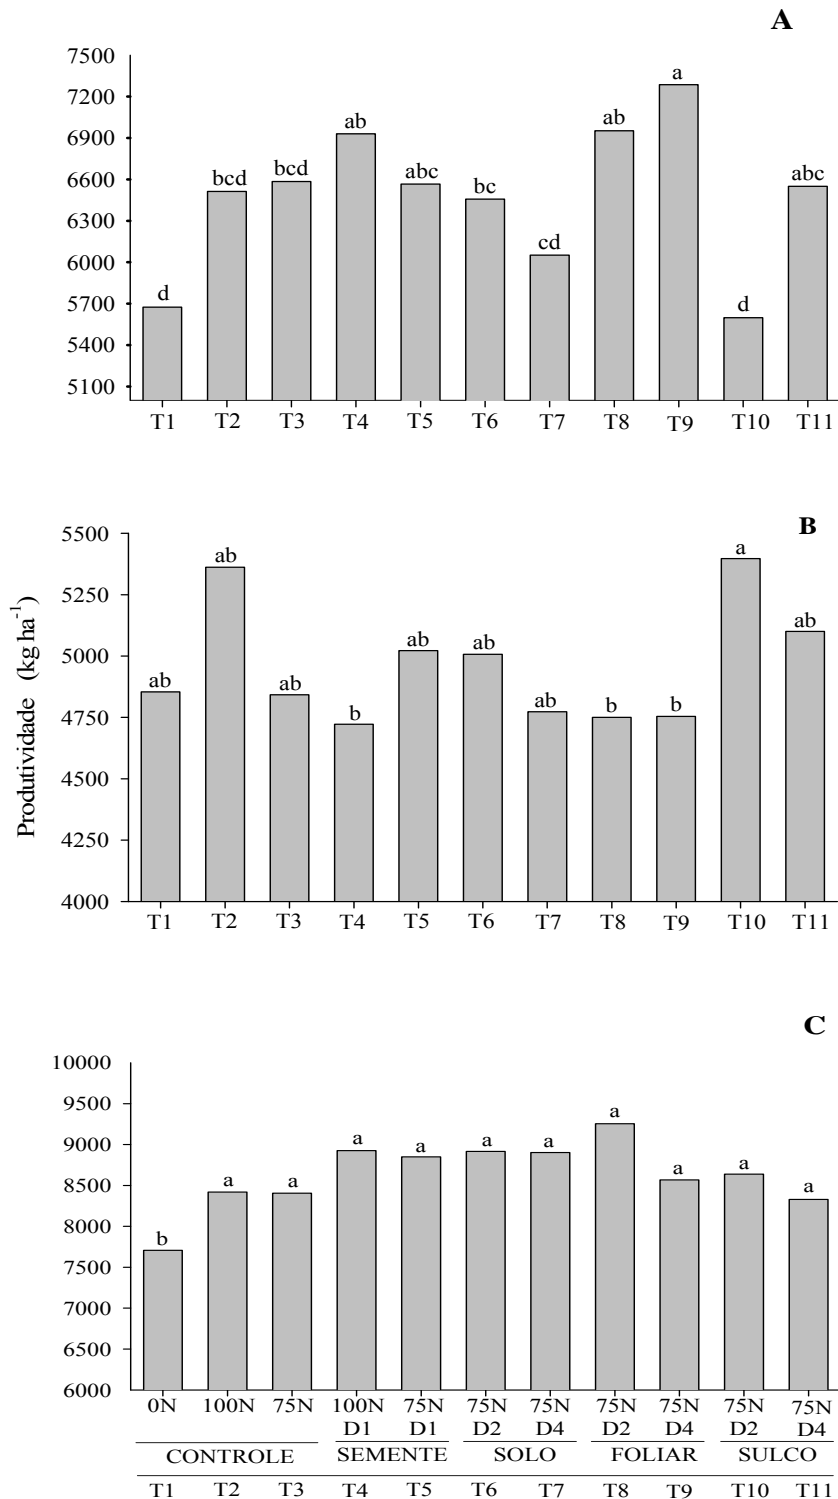 A
7500
7200
6900
6600
6300
6000
5700
5400
5100
d
bcd
bcd
ab
abc
bc
cd
ab
a
d
abc
T1 T2 T3 T4 T5 T6 T7 T8 T9 T10 T11
B
Produtividade (kg ha⁻¹)
5500
5250
5000
4750
4500
4250
4000
ab
ab
ab
b
ab
ab
ab
b
b
a
ab
T1 T2 T3 T4 T5 T6 T7 T8 T9 T10 T11
C
10000
9500
9000
8500
8000
7500
7000
6500
6000
b
a
a
a
a
a
a
a
a
a
a
0N 100N 75N 100N 75N 75N 75N 75N 75N 75N 75N
D1 D1 D2 D4 D2 D4 D2 D4
CONTROLE SEMENTE SOLO FOLIAR SULCO
T1 T2 T3 T4 T5 T6 T7 T8 T9 T10 T11